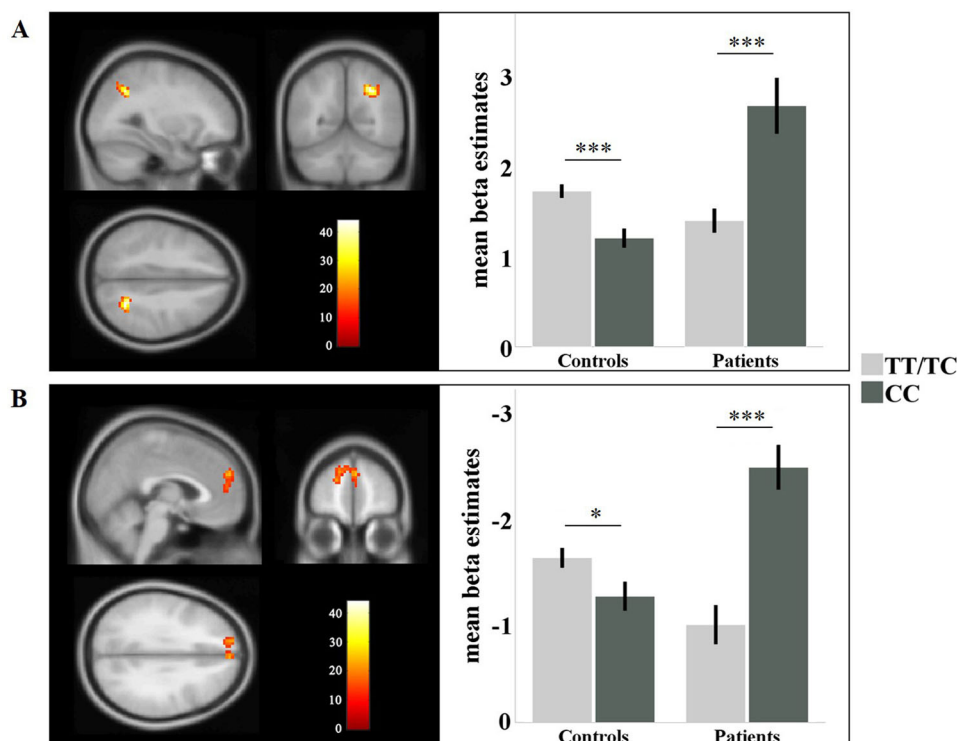 A
40
30
20
10
0
mean beta estimates
3
2
1
0
***
***
Controls
Patients
TT/TC
CC
B
40
30
20
10
0
mean beta estimates
-3
-2
-1
0
*
***
Controls
Patients